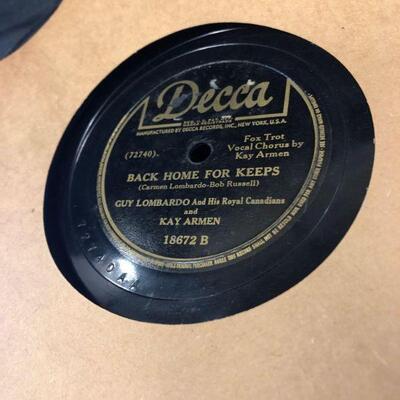 Decca
MANUFACTURED BY DECCA RECORDS, INC., NEW YORK, U.S.A.
(72740)
Fox Trot
Vocal Chorus by
Kay Armen
BACK HOME FOR KEEPS
(Carmen Lombardo-Bob Russell)
GUY LOMBARDO And His Royal Canadians
and
KAY ARMEN
18672 B
72740AA